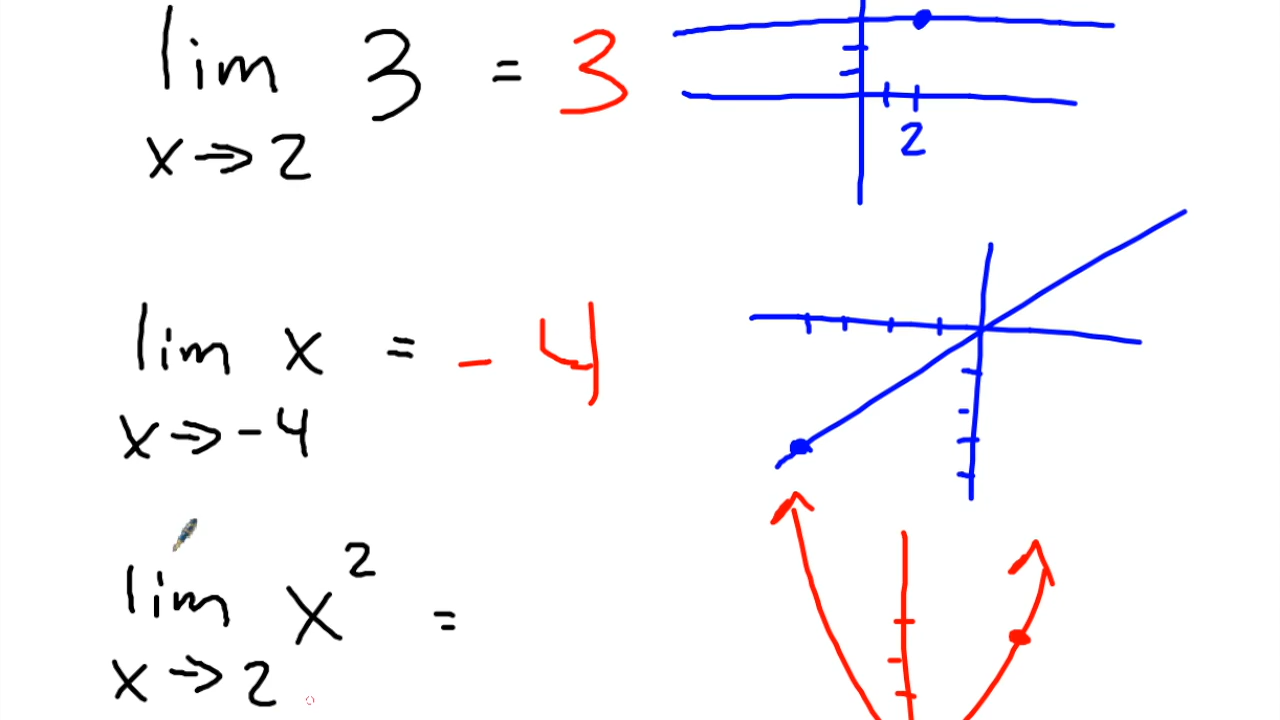 lim 3 = 3
x → 2
2
lim x = - 4
x → -4
lim x² =
x → 2